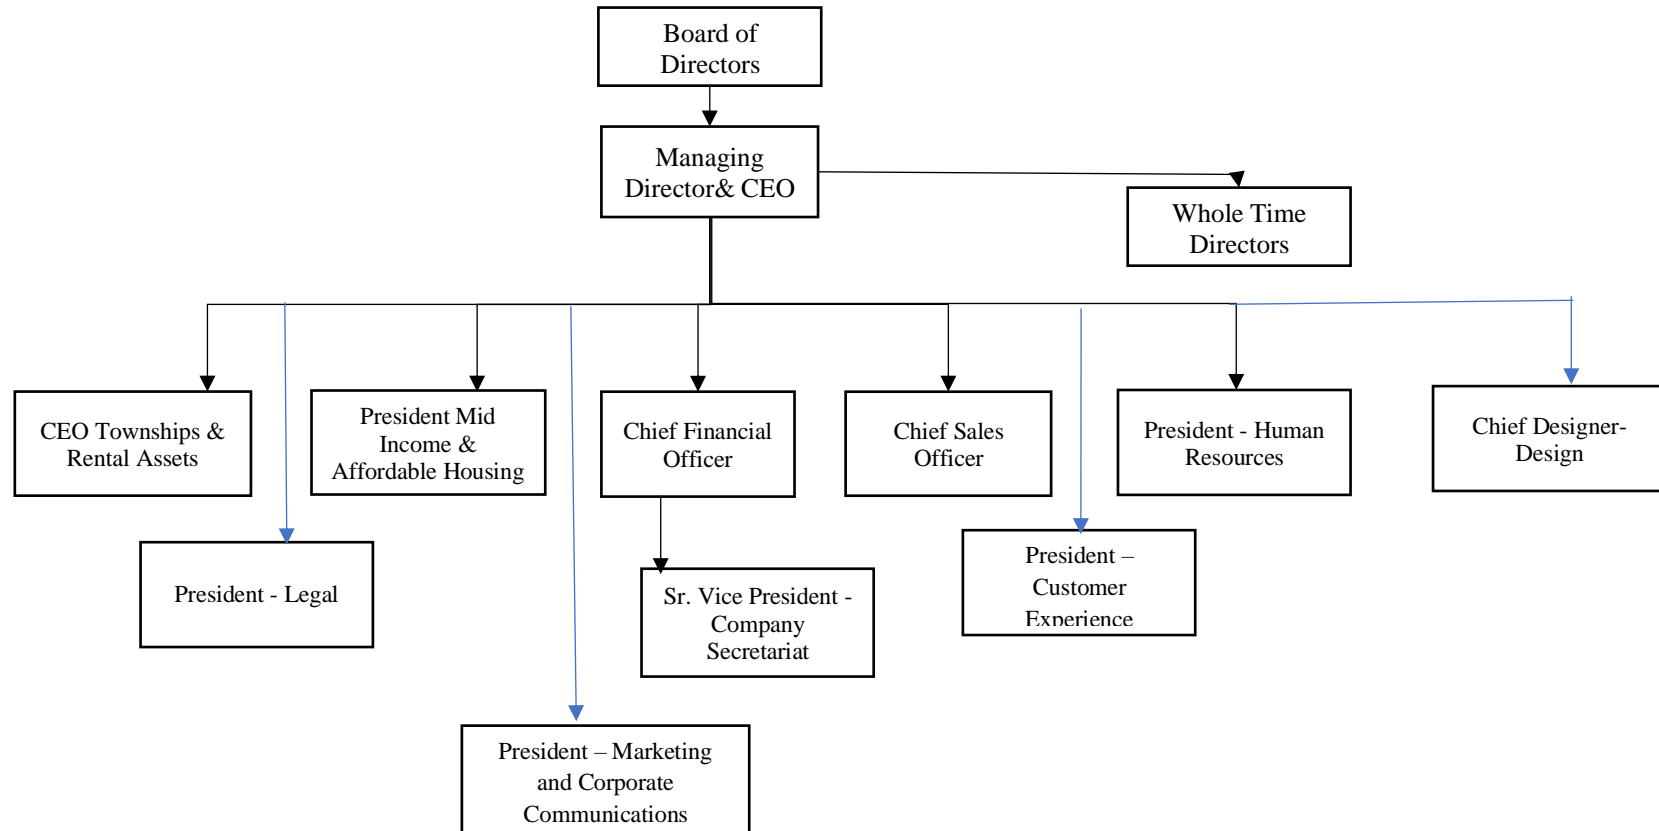 Board of
Directors
Managing
Director& CEO
Whole Time
Directors
CEO Townships &
Rental Assets
President Mid
Income &
Affordable Housing
Chief Financial
Officer
Chief Sales
Officer
President - Human
Resources
Chief Designer-
Design
President - Legal
Sr. Vice President -
Company
Secretariat
President –
Customer
Experience
President – Marketing
and Corporate
Communications